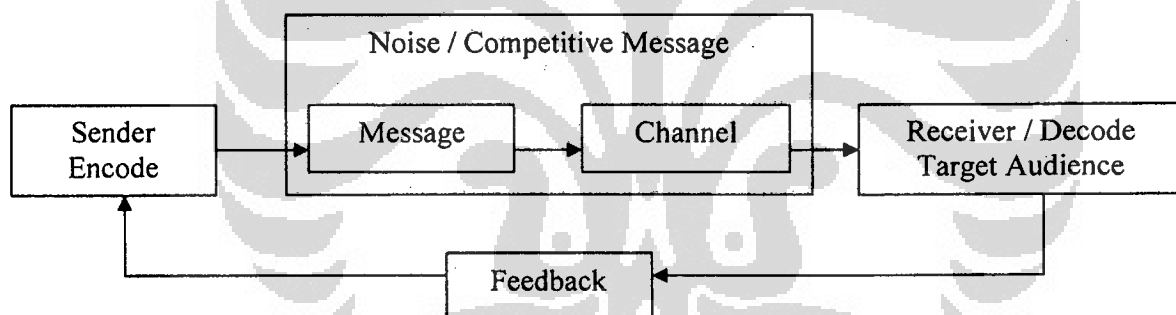 Noise / Competitive Message
Sender
Encode
Message
Channel
Receiver / Decode
Target Audience
Feedback